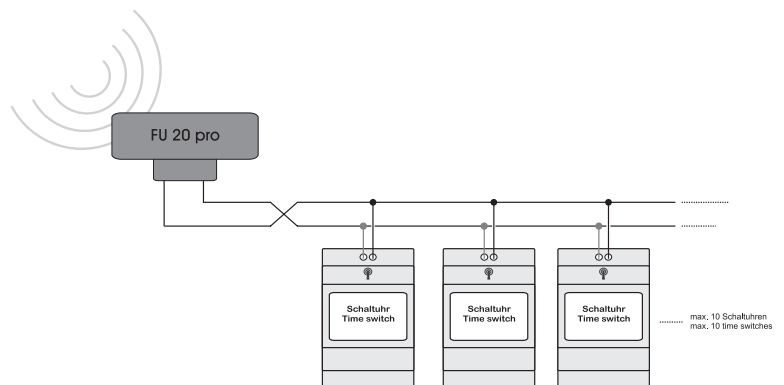 FU 20 pro
Schaltuhr
Time switch
Schaltuhr
Time switch
Schaltuhr
Time switch
max. 10 Schaltuhren
max. 10 time switches